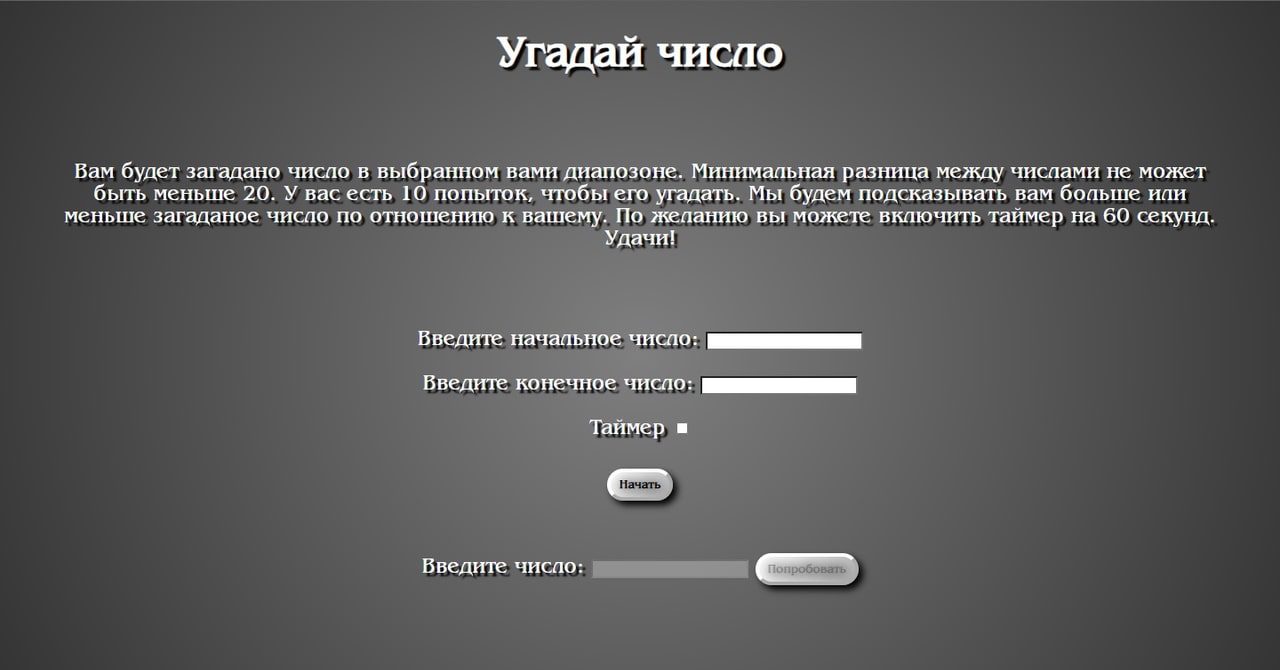 Угадай число
Вам будет загадано число в выбранном вами диапозоне. Минимальная разница между числами не может
быть меньше 20. У вас есть 10 попыток, чтобы его угадать. Мы будем подсказывать вам больше или
меньше загаданое число по отношению к вашему. По желанию вы можете включить таймер на 60 секунд.
Удачи!
Введите начальное число:
Введите конечное число:
Таймер
Начать
Введите число: Попробовать